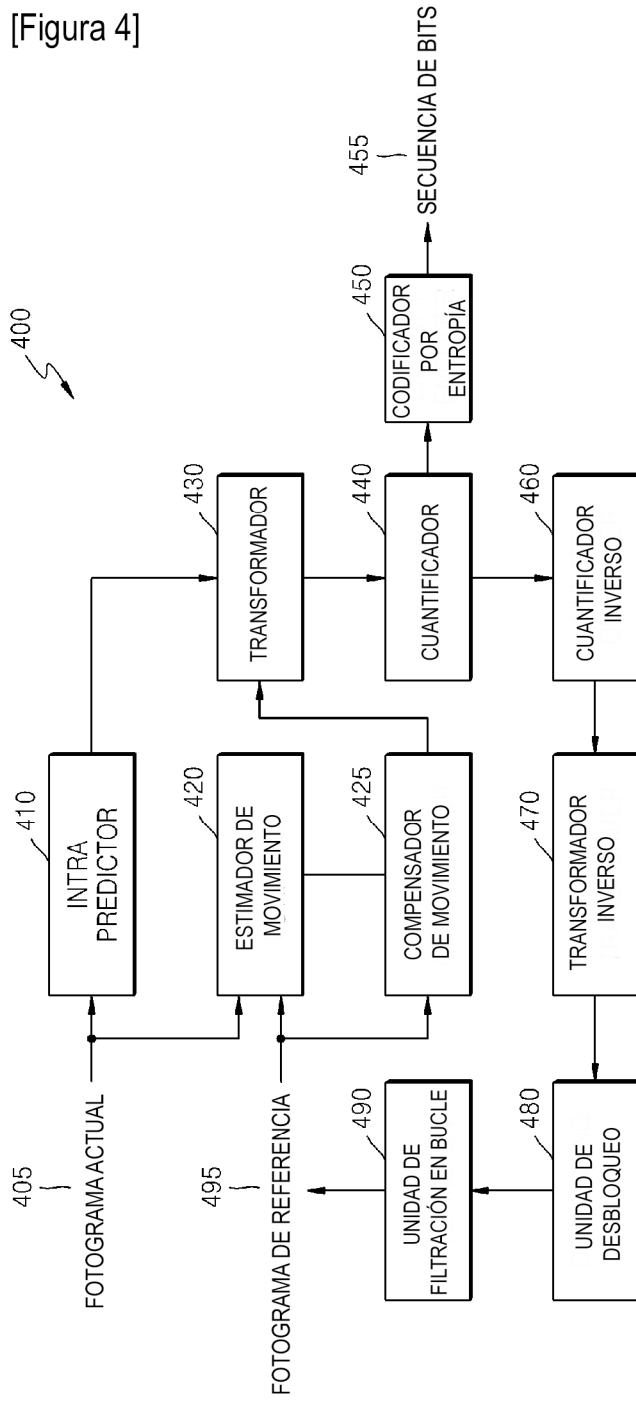 [Figura 4]
400
405
FOTOGRAMA ACTUAL
410
INTRA
PREDICTOR
495
FOTOGRAMA DE REFERENCIA
420
ESTIMADOR DE
MOVIMIENTO
425
COMPENSADOR
DE MOVIMIENTO
430
TRANSFORMADOR
440
CUANTIFICADOR
450
CODIFICADOR
POR
ENTROPÍA
455
SECUENCIA DE BITS
460
CUANTIFICADOR
INVERSO
470
TRANSFORMADOR
INVERSO
480
UNIDAD DE
DESBLOQUEO
490
UNIDAD DE
FILTRACIÓN EN BUCLE